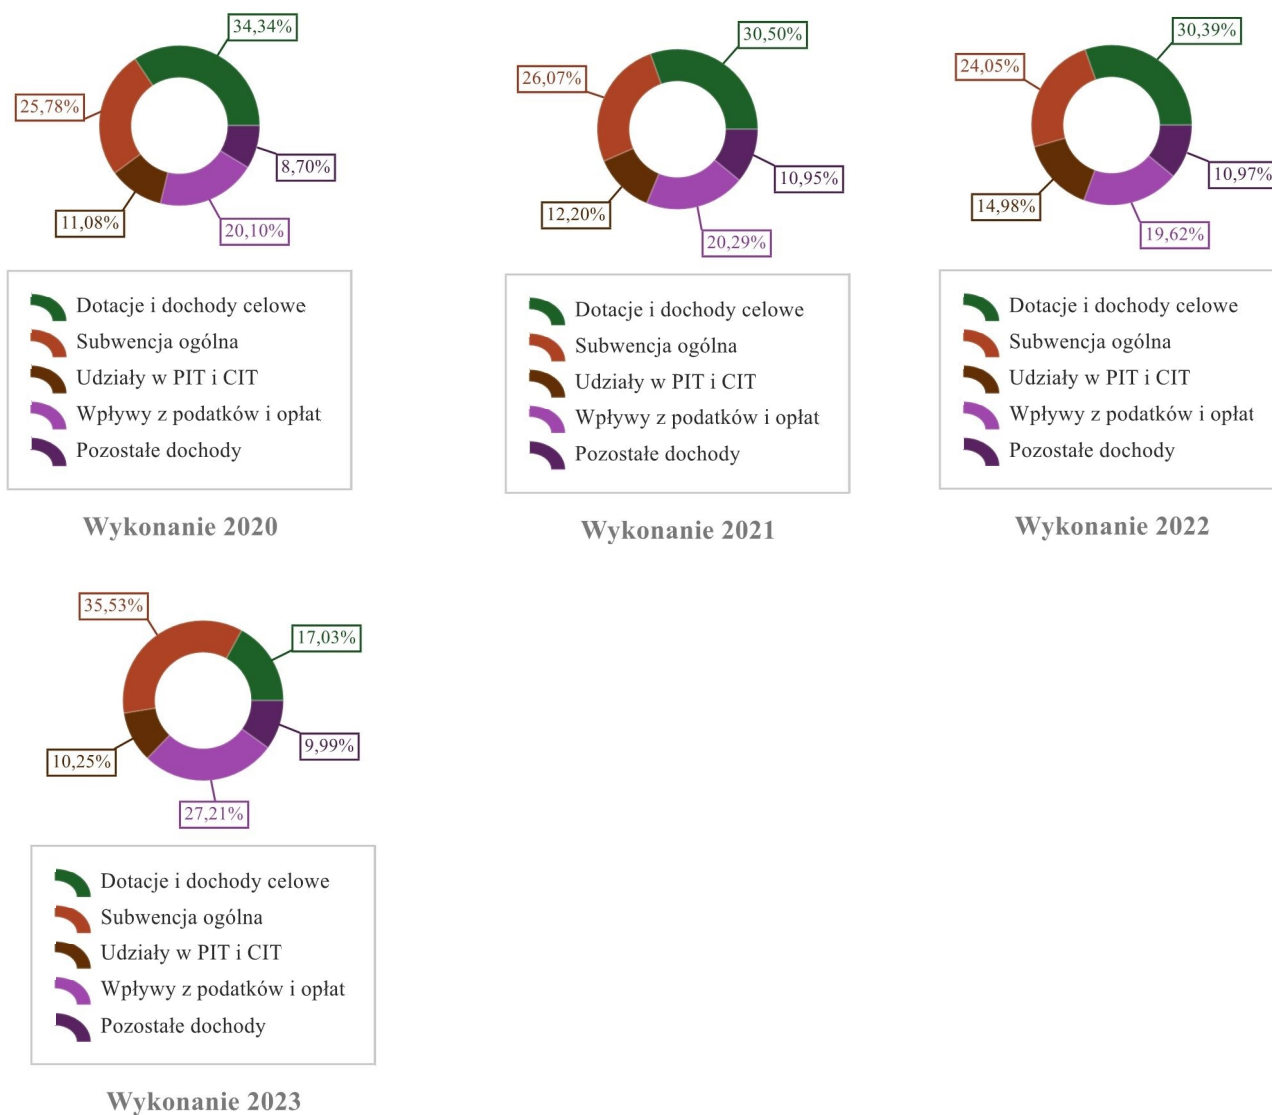 34,34%
25,78%
8,70%
11,08%
20,10%
Dotacje i dochody celowe
Subwencja ogólna
Udziały w PIT i CIT
Wpływy z podatków i opłat
Pozostałe dochody
Wykonanie 2020
30,50%
26,07%
10,95%
12,20%
20,29%
Dotacje i dochody celowe
Subwencja ogólna
Udziały w PIT i CIT
Wpływy z podatków i opłat
Pozostałe dochody
Wykonanie 2021
30,39%
24,05%
10,97%
14,98%
19,62%
Dotacje i dochody celowe
Subwencja ogólna
Udziały w PIT i CIT
Wpływy z podatków i opłat
Pozostałe dochody
Wykonanie 2022
35,53%
17,03%
9,99%
10,25%
27,21%
Dotacje i dochody celowe
Subwencja ogólna
Udziały w PIT i CIT
Wpływy z podatków i opłat
Pozostałe dochody
Wykonanie 2023